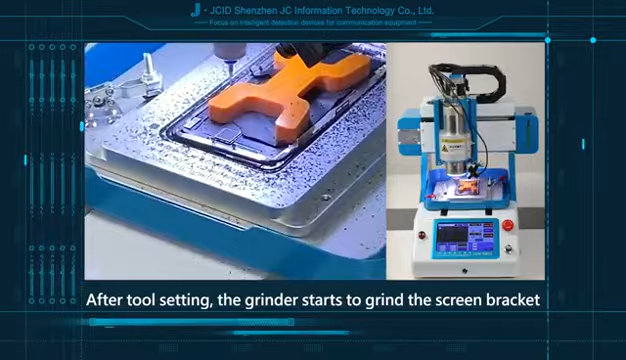 J · JCID Shenzhen JC Information Technology Co., Ltd.
Focus on intelligent detection devices for communication equipment
After tool setting, the grinder starts to grind the screen bracket